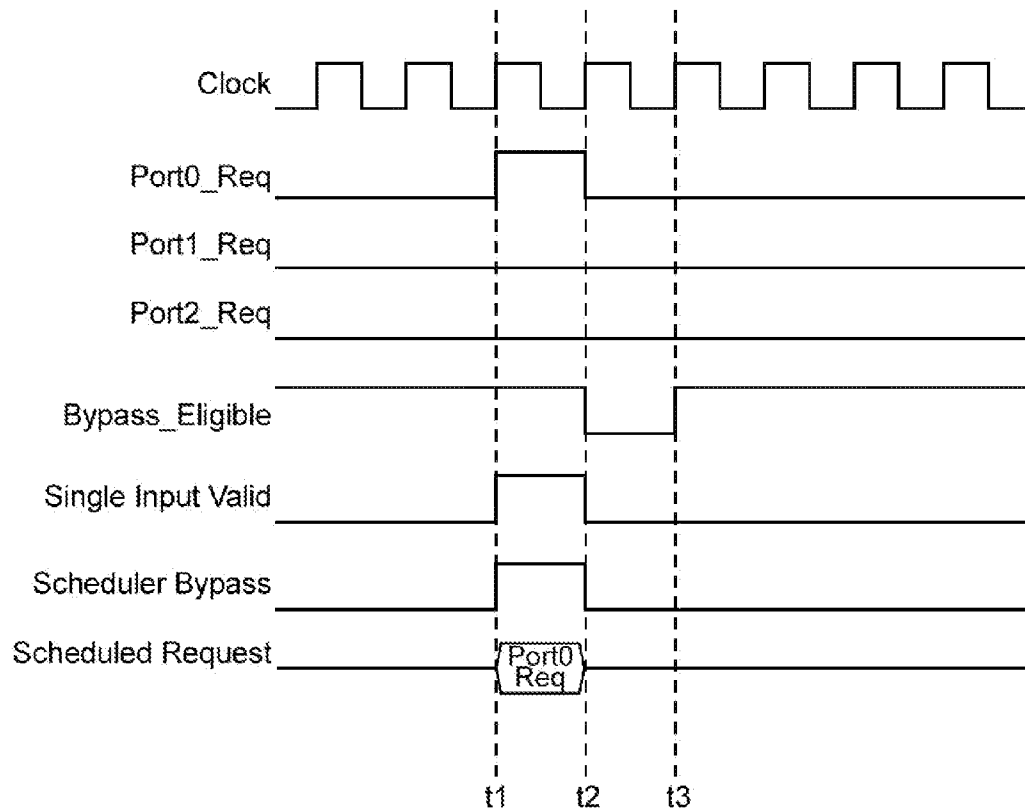 Clock
Port0_Req
Port1_Req
Port2_Req
Bypass_Eligible
Single Input Valid
Scheduler Bypass
Scheduled Request
Port0
Req
t1 t2 t3